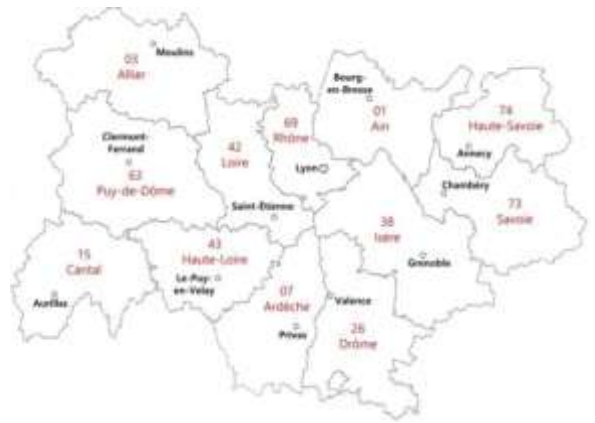 03
Allier
Moulins
Bourg-
en-Bresse
01
Ain
74
Haute-Savoie
Annecy
69
Rhône
Lyon
42
Loire
Clermont-
Ferrand
63
Puy-de-Dôme
Saint-Étienne
Chambéry
73
Savoie
38
Isère
Grenoble
15
Cantal
Aurillac
43
Haute-Loire
Le-Puy-
en-Velay
07
Ardèche
Privas
Valence
26
Drôme